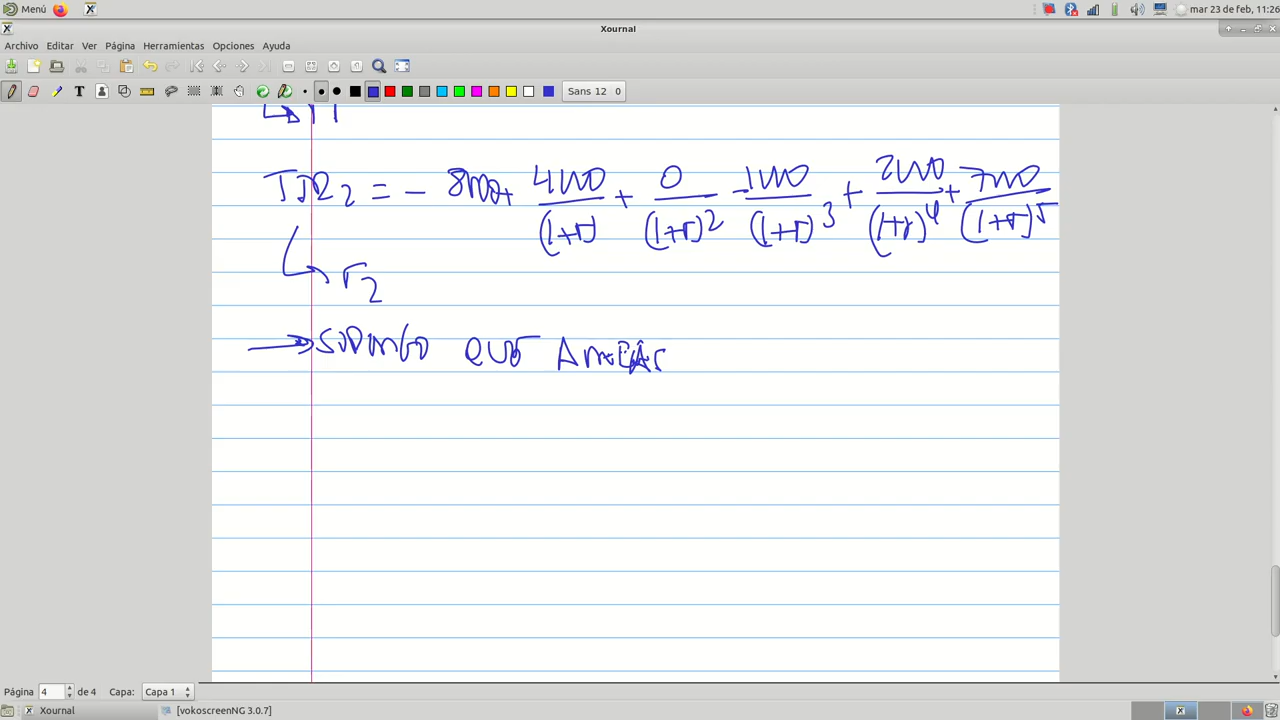 Menú mar 23 de feb, 11:26
Xournal
Archivo Editar Ver Página Herramientas Opciones Ayuda
T Sans 12 0
TIR2 = - 8000 + 4000/(1+r) + 0/(1+r)^2 - 1000/(1+r)^3 + 2000/(1+r)^4 + 7000/(1+r)^5
r2
→ SUPONGO QUE
Página 4 de 4 Capa: Capa 1
Xournal [vokoscreenNG 3.0.7]